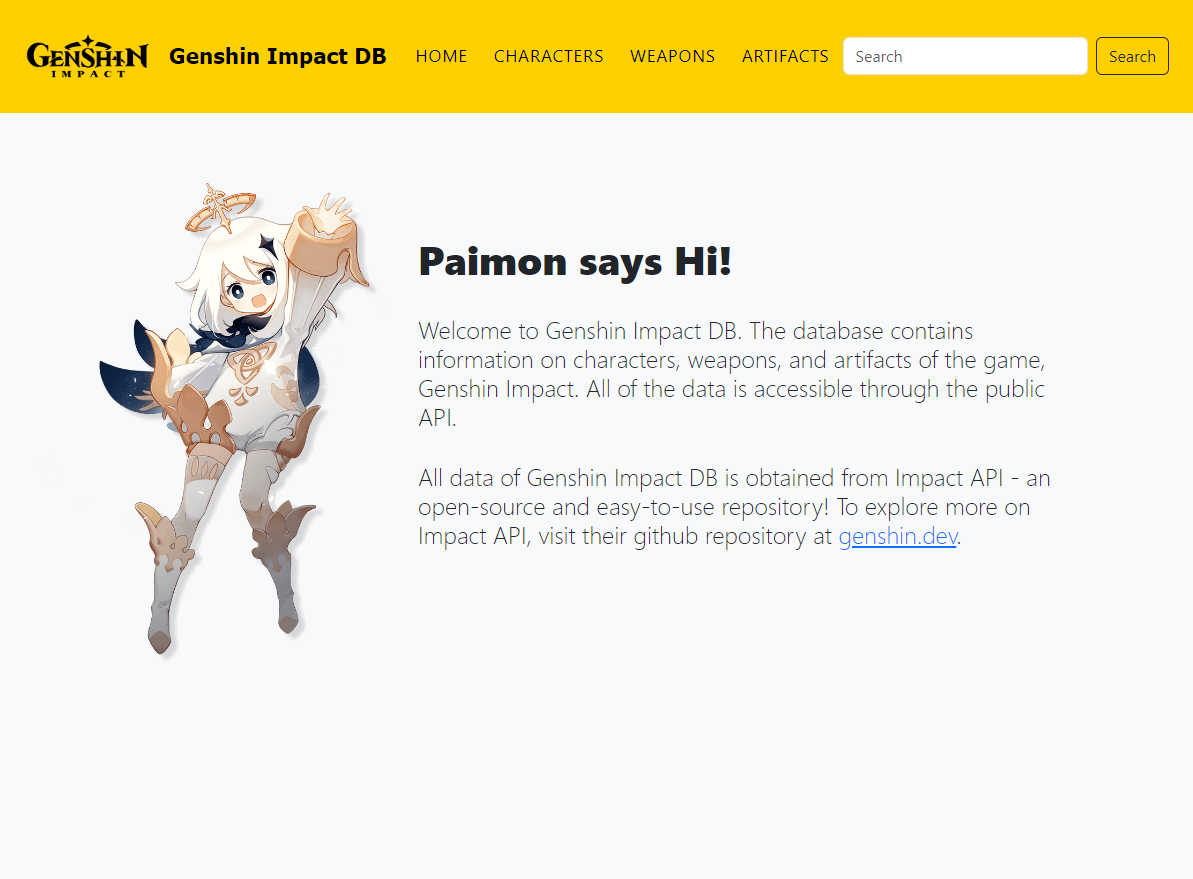 GENSHIN
IMPACT
Genshin Impact DB
HOME
CHARACTERS
WEAPONS
ARTIFACTS
Search
Search
Paimon says Hi!
Welcome to Genshin Impact DB. The database contains
information on characters, weapons, and artifacts of the game,
Genshin Impact. All of the data is accessible through the public
API.
All data of Genshin Impact DB is obtained from Impact API - an
open-source and easy-to-use repository! To explore more on
Impact API, visit their github repository at genshin.dev.